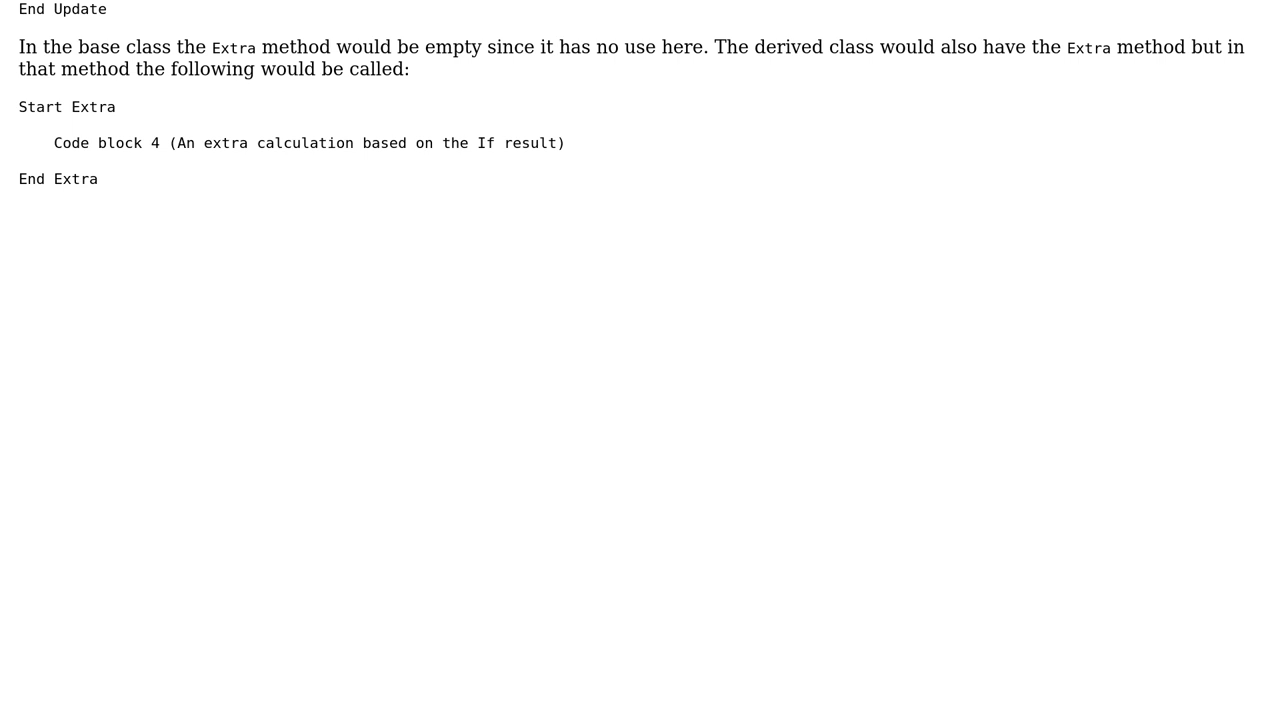 End Update
In the base class the Extra method would be empty since it has no use here. The derived class would also have the Extra method but in
that method the following would be called:
Start Extra
Code block 4 (An extra calculation based on the If result)
End Extra